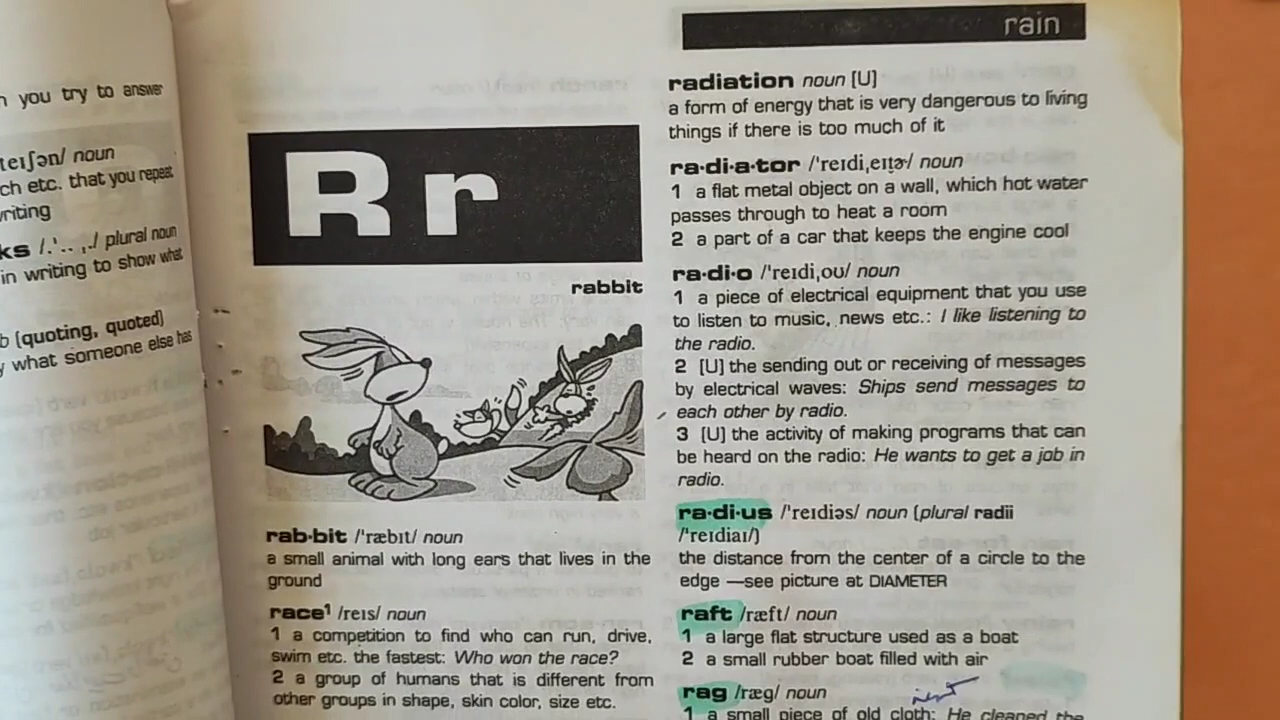 n you try to answer
teɪʃən/ noun
ch etc. that you repeat
writing
ks /.'.. ,./ plural noun
in writing to show what
b (quoting, quoted)
y what someone else has
R r
rabbit
rab·bit /'ræbɪt/ noun
a small animal with long ears that lives in the
ground
race¹ /reɪs/ noun
1 a competition to find who can run, drive,
swim etc. the fastest: Who won the race?
2 a group of humans that is different from
other groups in shape, skin color, size etc.
rain
radiation noun [U]
a form of energy that is very dangerous to living
things if there is too much of it
ra·di·a·tor /'reɪdi,eɪt̬ɚ/ noun
1 a flat metal object on a wall, which hot water
passes through to heat a room
2 a part of a car that keeps the engine cool
ra·di·o /'reɪdi,oʊ/ noun
1 a piece of electrical equipment that you use
to listen to music, news etc.: I like listening to
the radio.
2 [U] the sending out or receiving of messages
by electrical waves: Ships send messages to
each other by radio.
3 [U] the activity of making programs that can
be heard on the radio: He wants to get a job in
radio.
ra·di·us /'reɪdiəs/ noun (plural radii
/'reɪdiaɪ/)
the distance from the center of a circle to the
edge —see picture at DIAMETER
raft /ræft/ noun
1 a large flat structure used as a boat
2 a small rubber boat filled with air
rag /ræg/ noun
1 a small piece of old cloth: He cleaned the